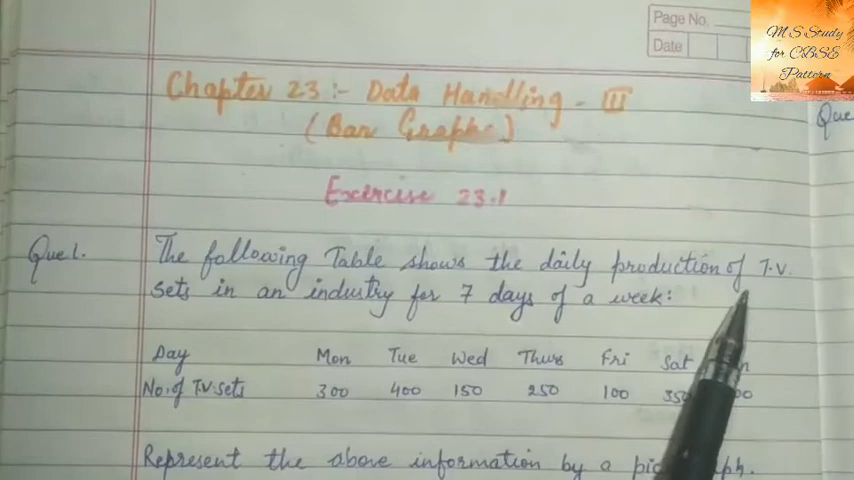 Page No.
Date
M S Study
for CBSE
Pattern
Chapter 23:- Data Handling - III
(Bar Graphs)
Exercise 23.1
Que
Que1. The following Table shows the daily production of T.V.
sets in an industry for 7 days of a week:
Day Mon Tue Wed Thurs Fri Sat
No. of T.V. sets 300 400 150 250 100 350
Represent the above information by a